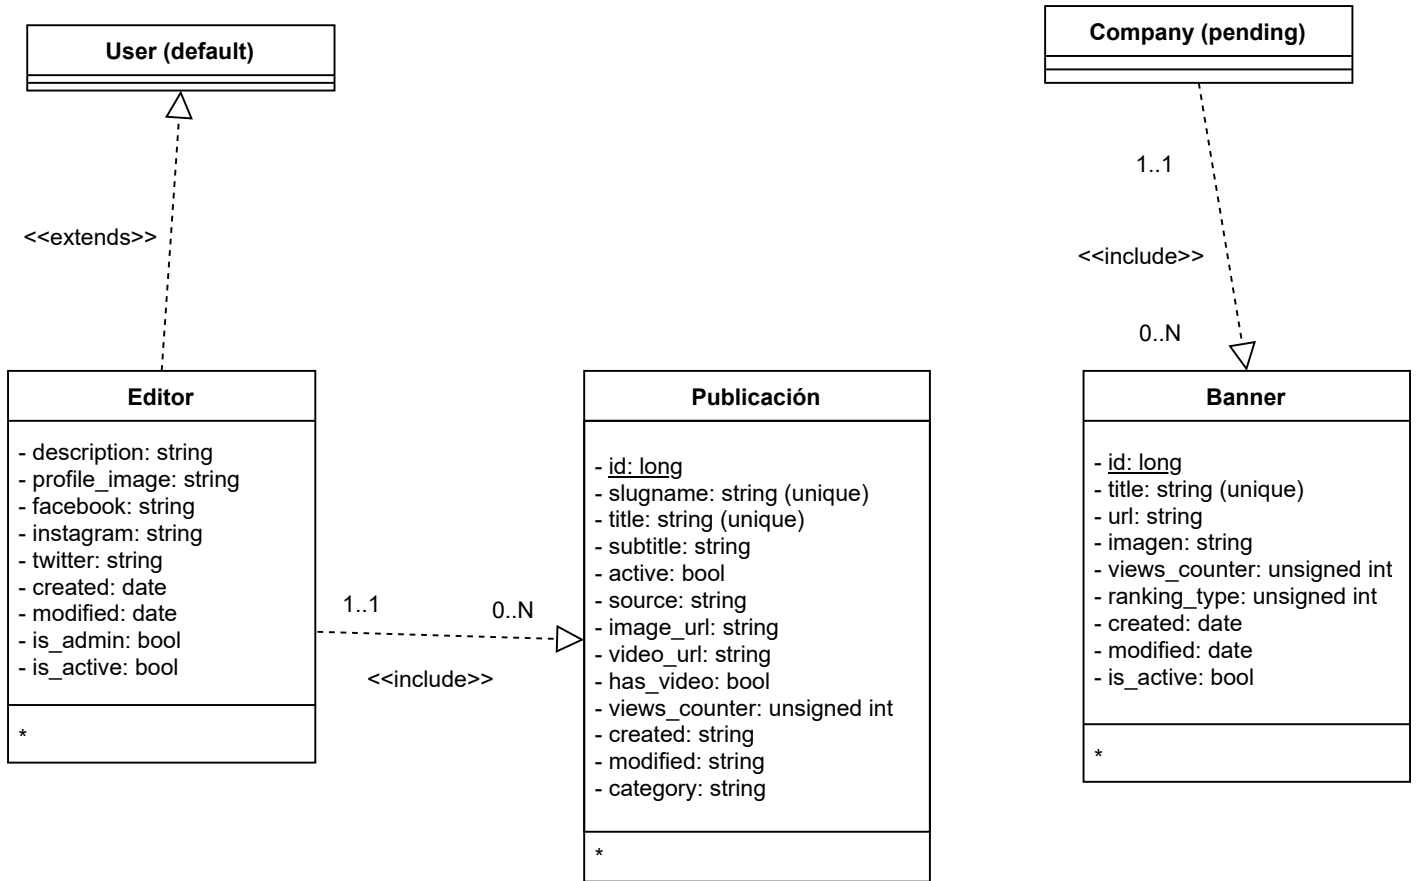 User (default)
Company (pending)
1..1
<<extends>>
<<include>>
0..N
Editor
- description: string
- profile_image: string
- facebook: string
- instagram: string
- twitter: string
- created: date
- modified: date
- is_admin: bool
- is_active: bool
*
1..1
0..N
<<include>>
Publicación
- id: long
- slugname: string (unique)
- title: string (unique)
- subtitle: string
- active: bool
- source: string
- image_url: string
- video_url: string
- has_video: bool
- views_counter: unsigned int
- created: string
- modified: string
- category: string
*
Banner
- id: long
- title: string (unique)
- url: string
- imagen: string
- views_counter: unsigned int
- ranking_type: unsigned int
- created: date
- modified: date
- is_active: bool
*